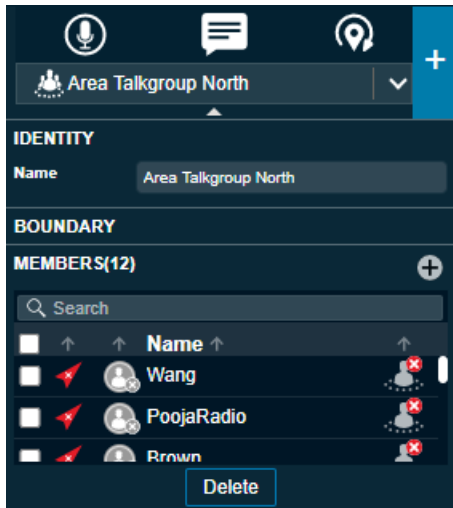 +
Area Talkgroup North
IDENTITY
Name Area Talkgroup North
BOUNDARY
MEMBERS(12)
Search
Name
Wang
PoojaRadio
Brown
Delete